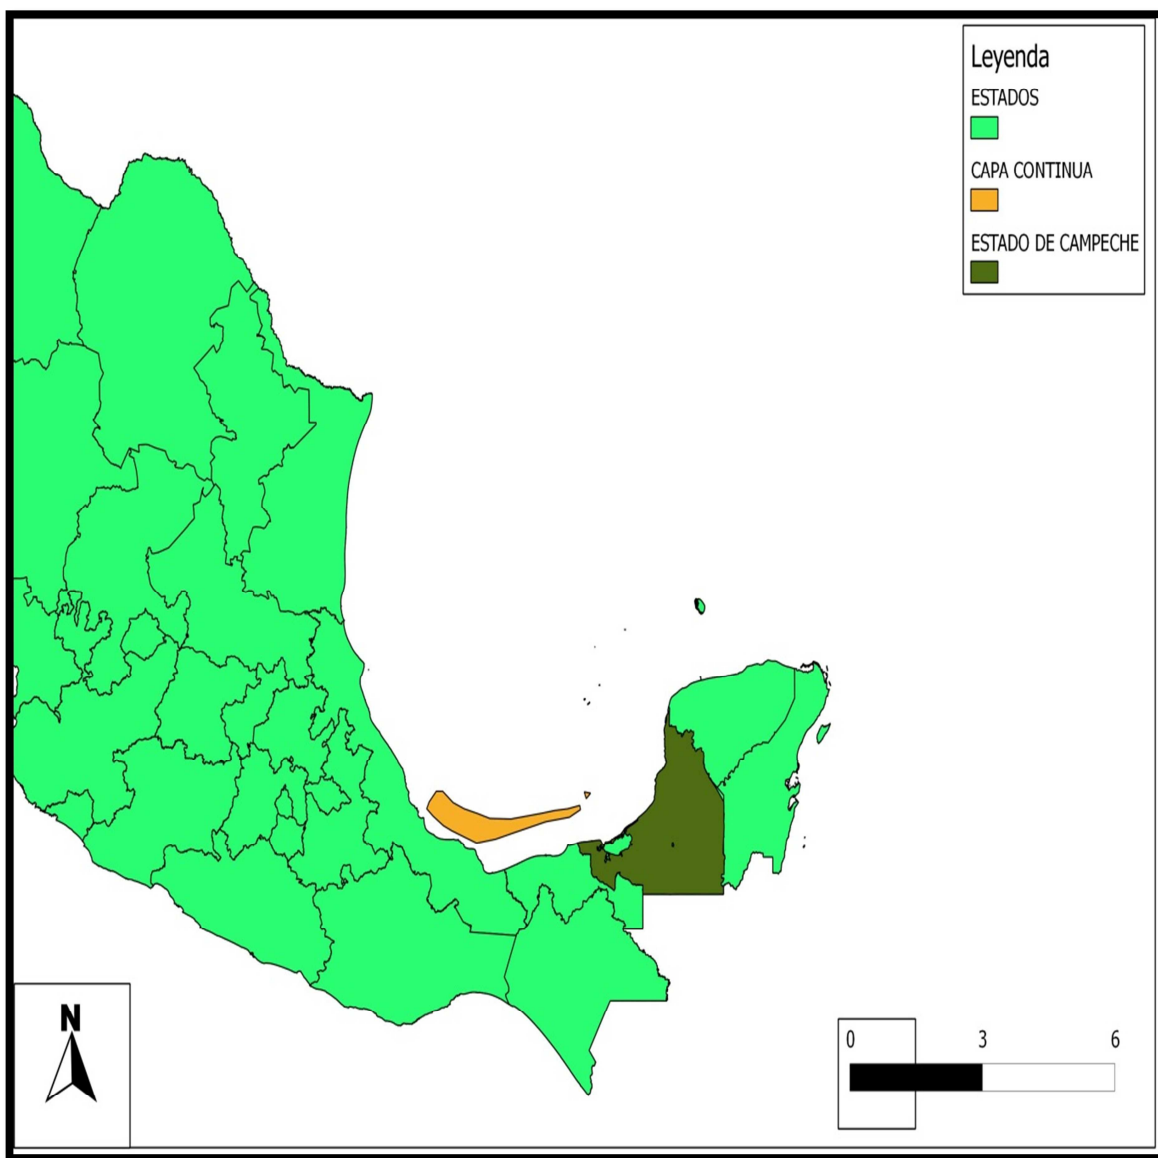 Leyenda
ESTADOS
CAPA CONTINUA
ESTADO DE CAMPECHE
N
0 3 6